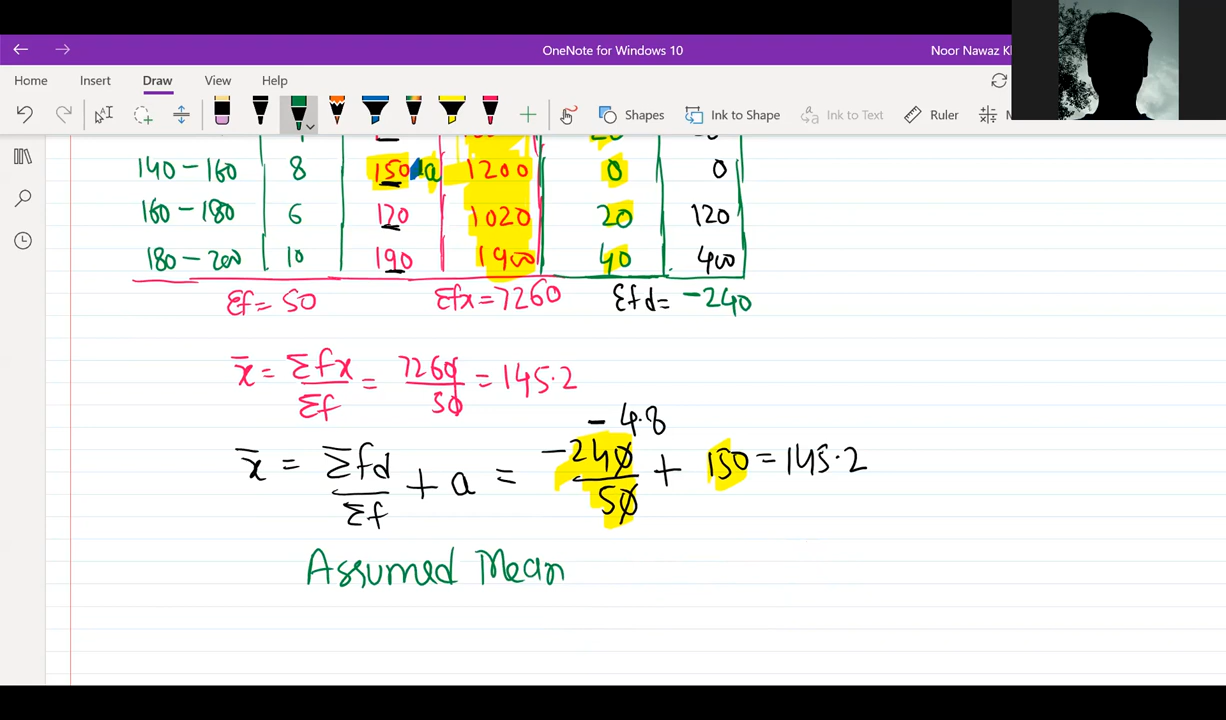 OneNote for Windows 10
Noor Nawaz Kh
Home Insert Draw View Help
Shapes Ink to Shape Ink to Text Ruler M
140-160 8 150 a 1200 0 0
160-180 6 120 1020 20 120
180-200 10 190 1900 40 400
Σf = 50 Σfx = 7260 Σfd = -240
x̄ = Σfx/Σf = 7260/50 = 145.2
- 4.8
x̄ = Σfd/Σf + a = -240/50 + 150 = 145.2
Assumed Mean